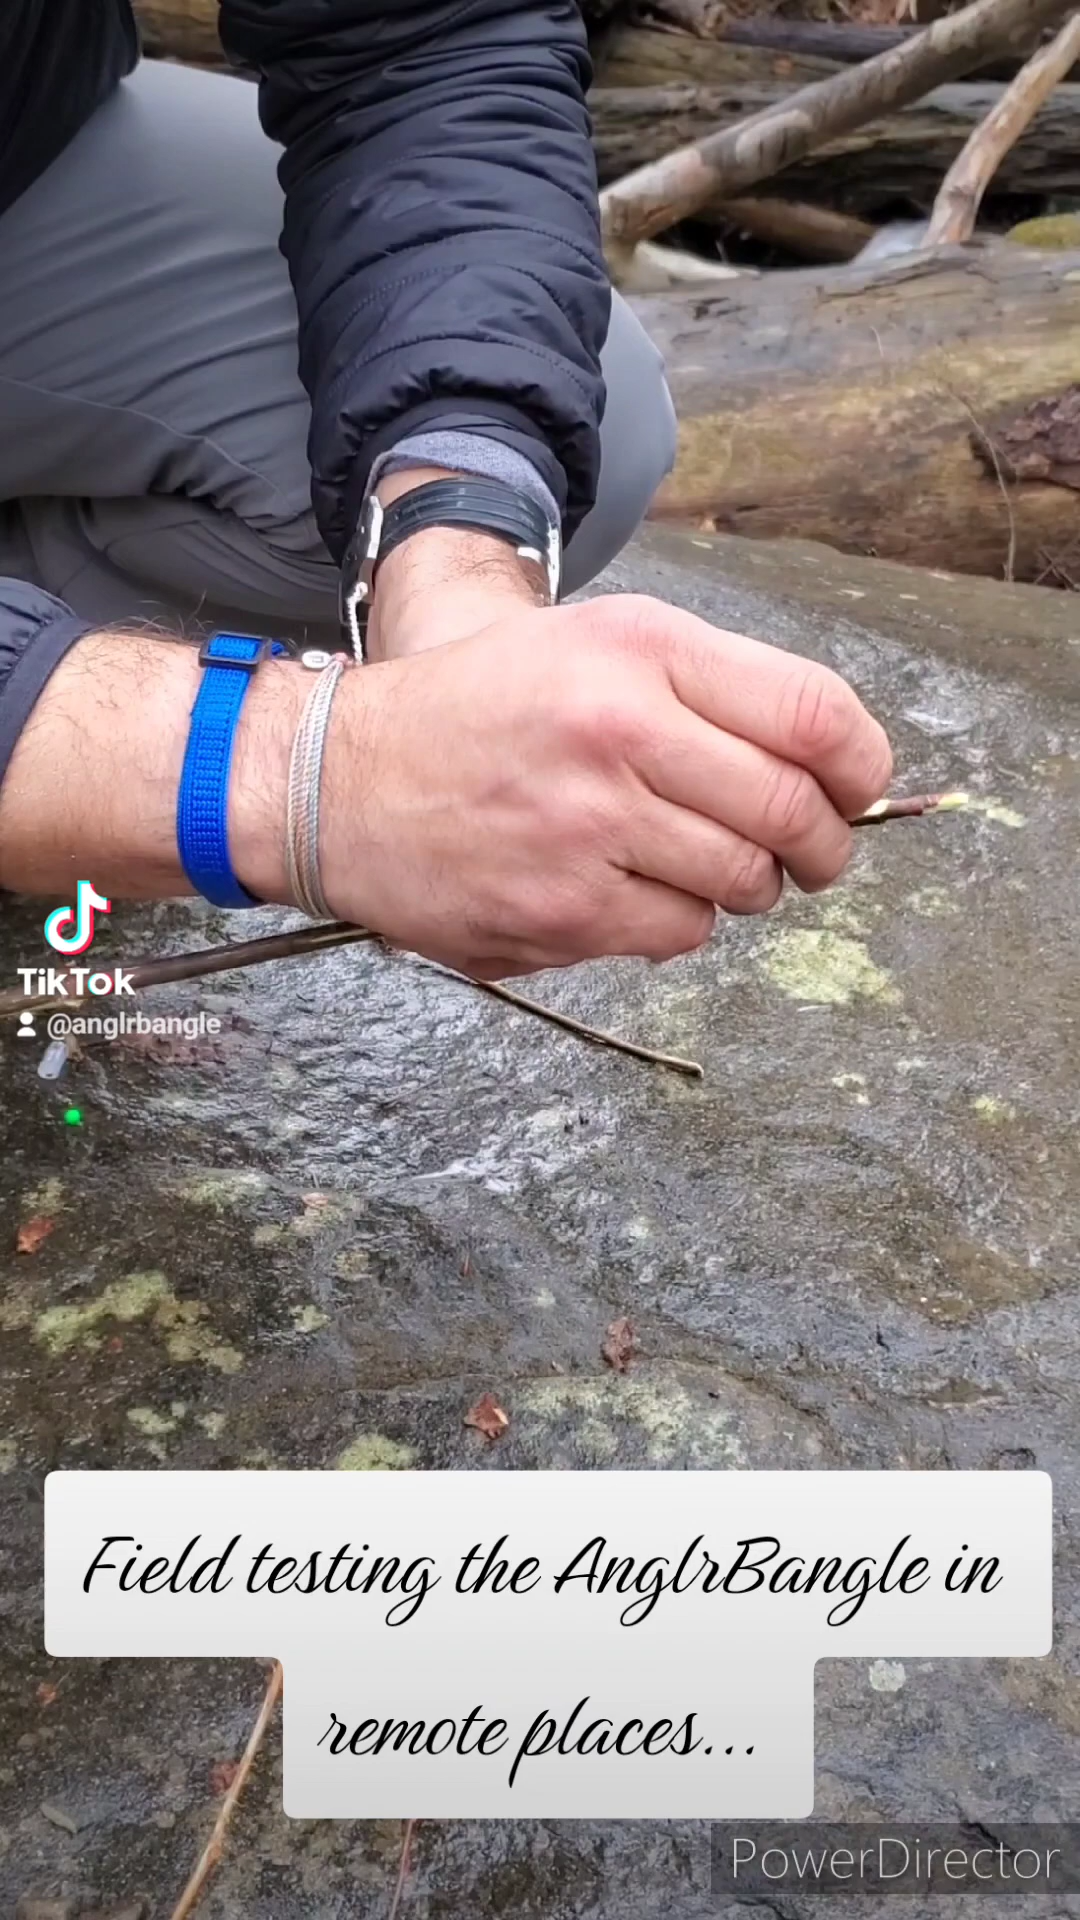 TikTok
@anglrbangle
Field testing the AnglrBangle in
remote places...
PowerDirector